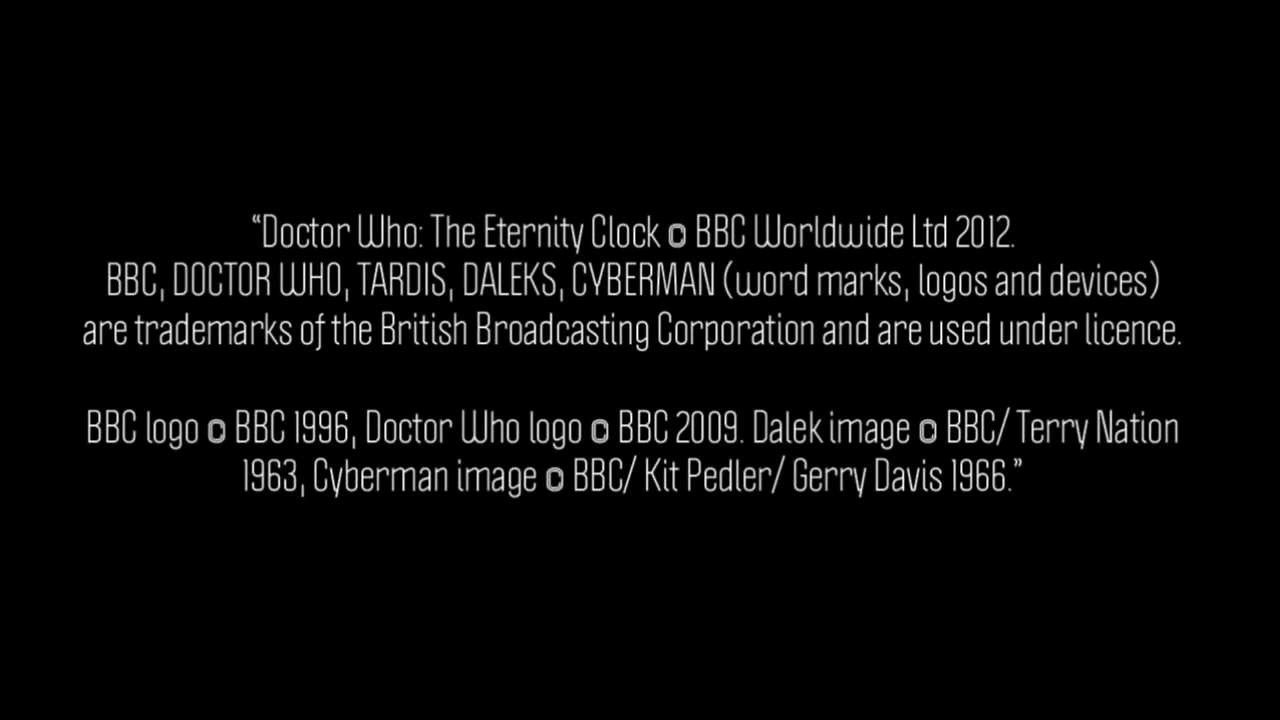 “Doctor Who: The Eternity Clock © BBC Worldwide Ltd 2012.
BBC, DOCTOR WHO, TARDIS, DALEKS, CYBERMAN (word marks, logos and devices)
are trademarks of the British Broadcasting Corporation and are used under licence.
BBC logo © BBC 1996, Doctor Who logo © BBC 2009. Dalek image © BBC/ Terry Nation
1963, Cyberman image © BBC/ Kit Pedler/ Gerry Davis 1966.”